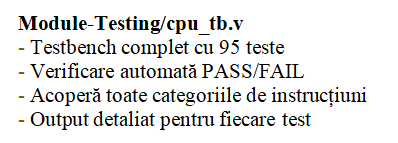 Module-Testing/cpu_tb.v
- Testbench complet cu 95 teste
- Verificare automată PASS/FAIL
- Acoperă toate categoriile de instrucțiuni
- Output detaliat pentru fiecare test